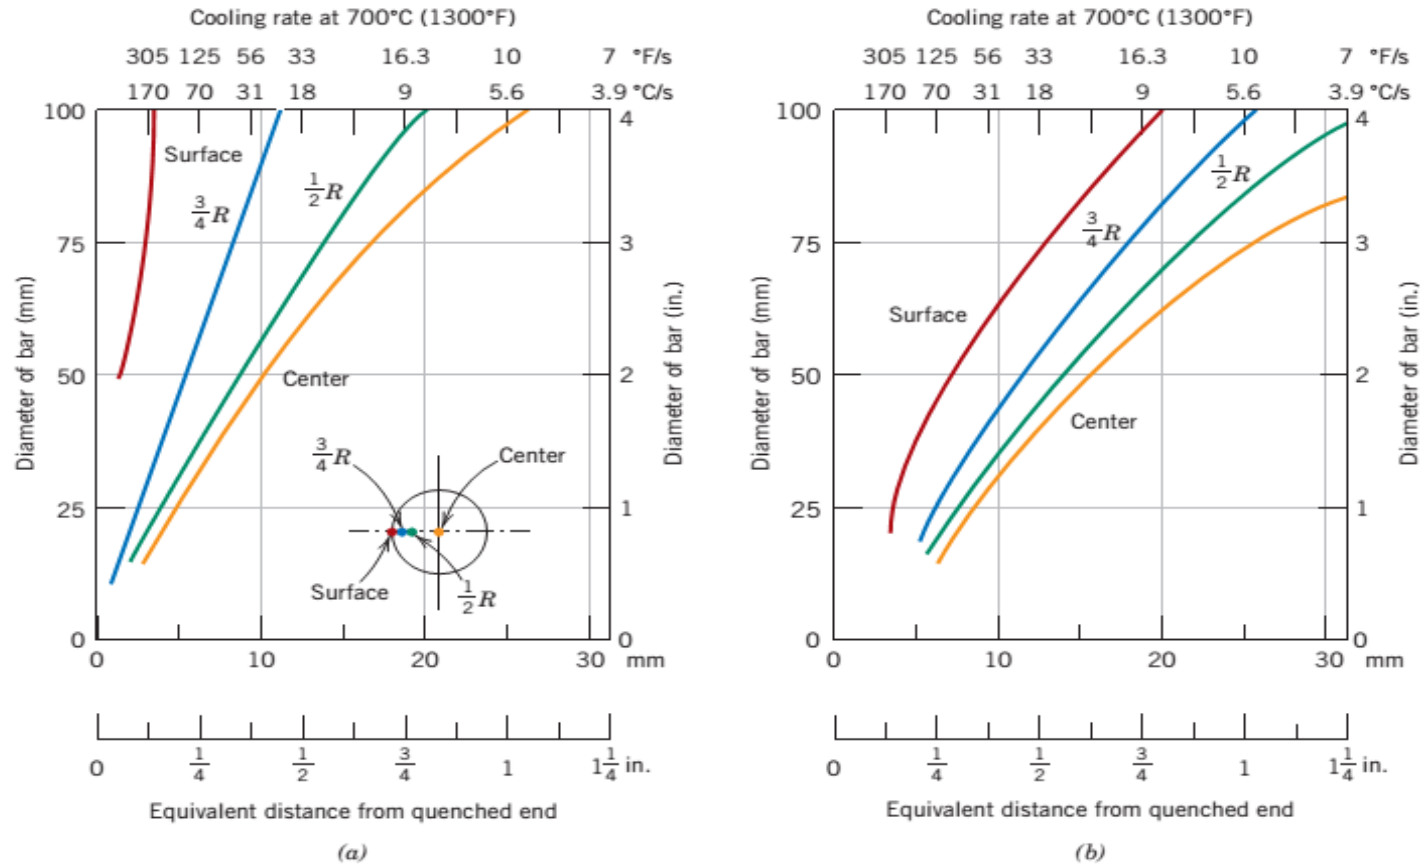 Cooling rate at 700°C (1300°F)
305 125 56 33 16.3 10 7 °F/s
170 70 31 18 9 5.6 3.9 °C/s
100
75
50
25
0
Diameter of bar (mm)
Surface
3/4 R
1/2 R
Center
3/4 R
Center
Surface
1/2 R
4
3
2
1
0
Diameter of bar (in.)
0 10 20 30 mm
0 1/4 1/2 3/4 1 1 1/4 in.
Equivalent distance from quenched end
(a)
Cooling rate at 700°C (1300°F)
305 125 56 33 16.3 10 7 °F/s
170 70 31 18 9 5.6 3.9 °C/s
100
75
50
25
0
Diameter of bar (mm)
Surface
3/4 R
1/2 R
Center
4
3
2
1
0
Diameter of bar (in.)
0 10 20 30 mm
0 1/4 1/2 3/4 1 1 1/4 in.
Equivalent distance from quenched end
(b)